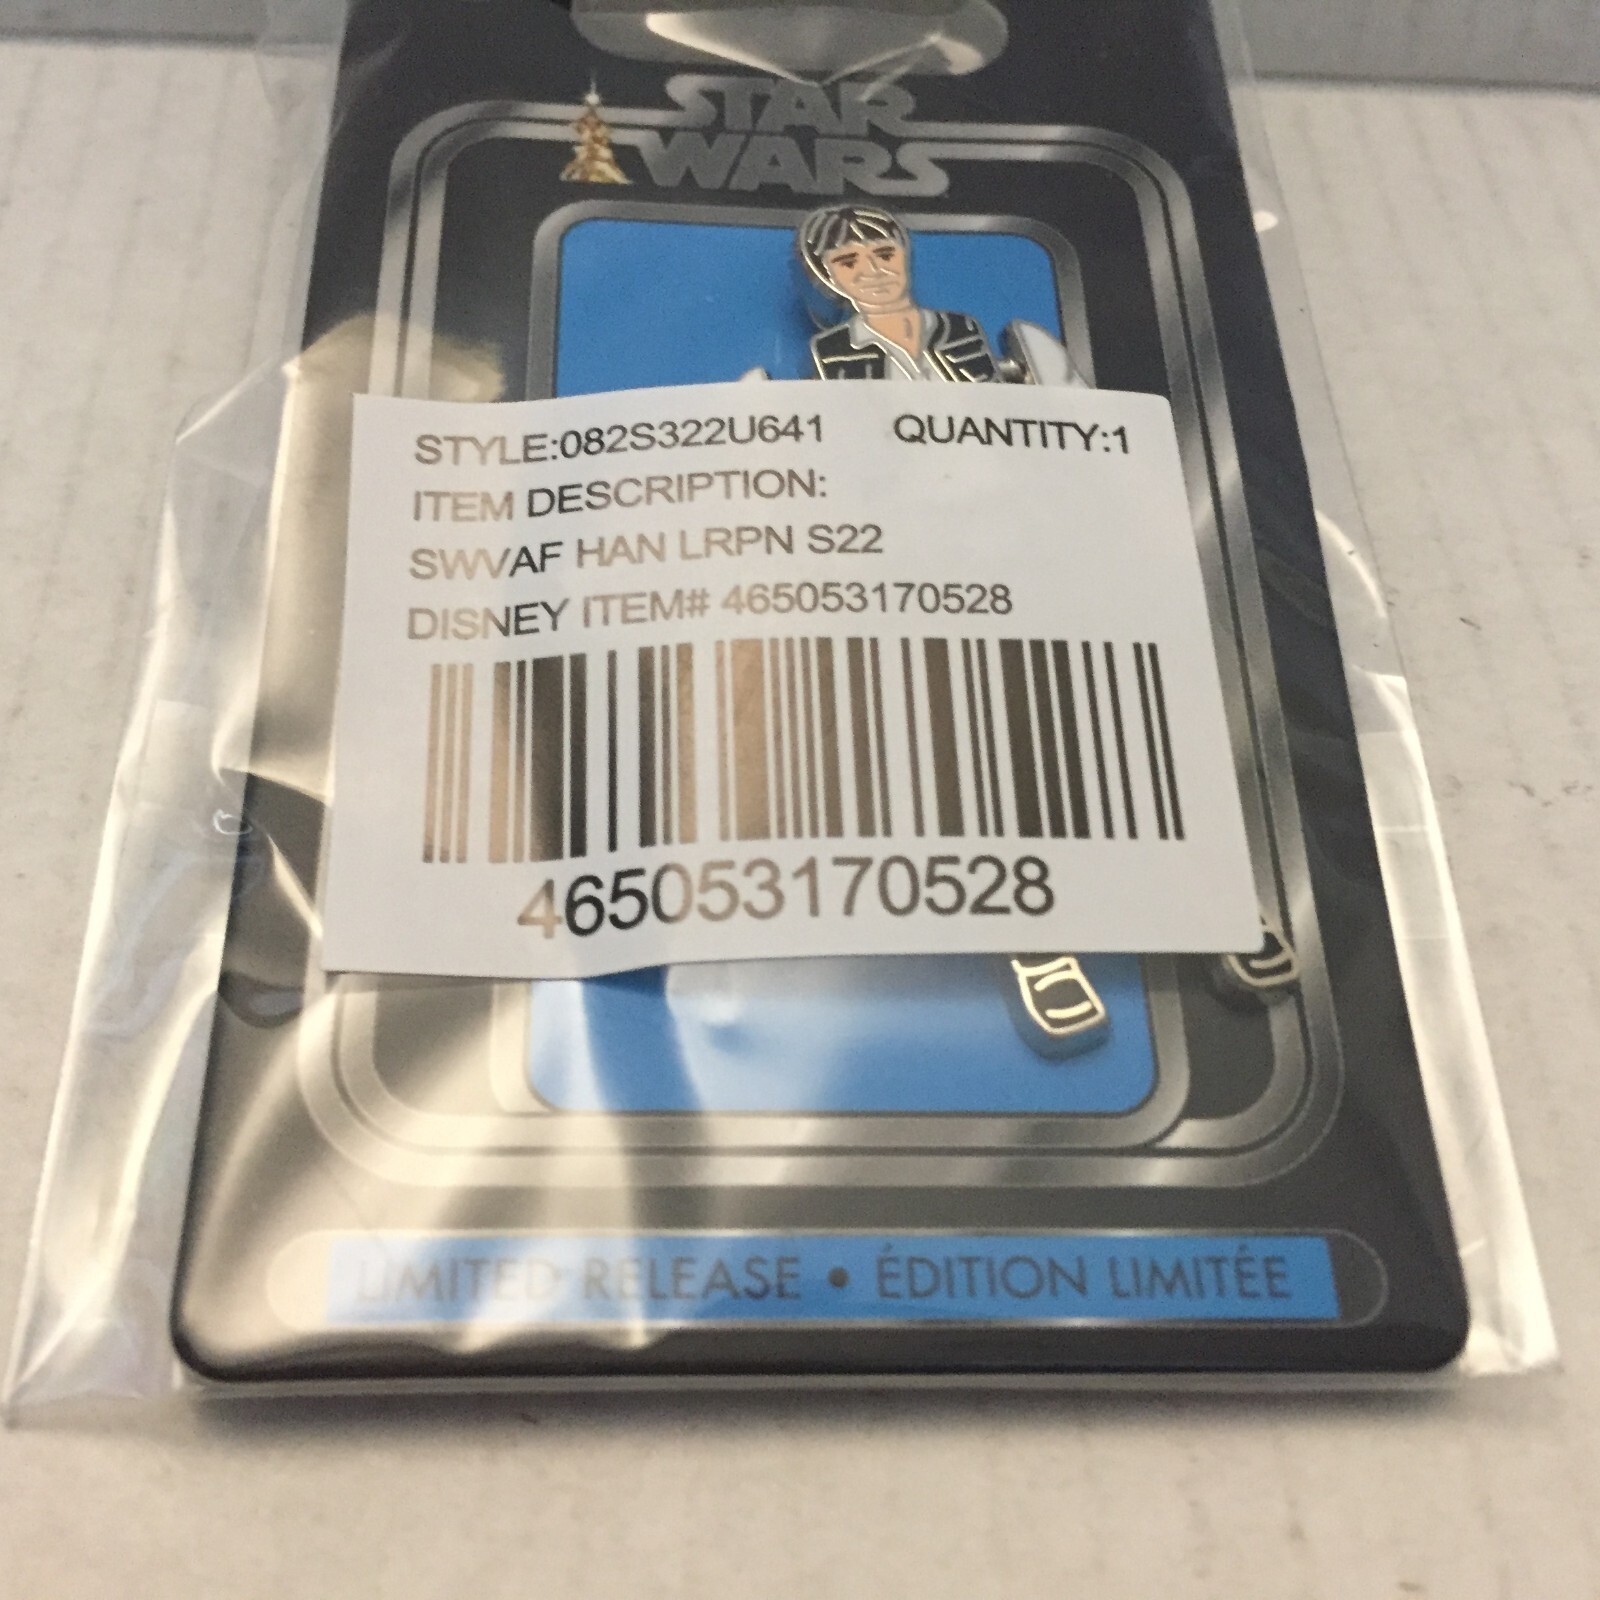 STAR
WARS
STYLE:082S322U641 QUANTITY:1
ITEM DESCRIPTION:
SWVAF HAN LRPN S22
DISNEY ITEM# 465053170528
465053170528
LIMITED RELEASE • ÉDITION LIMITÉE